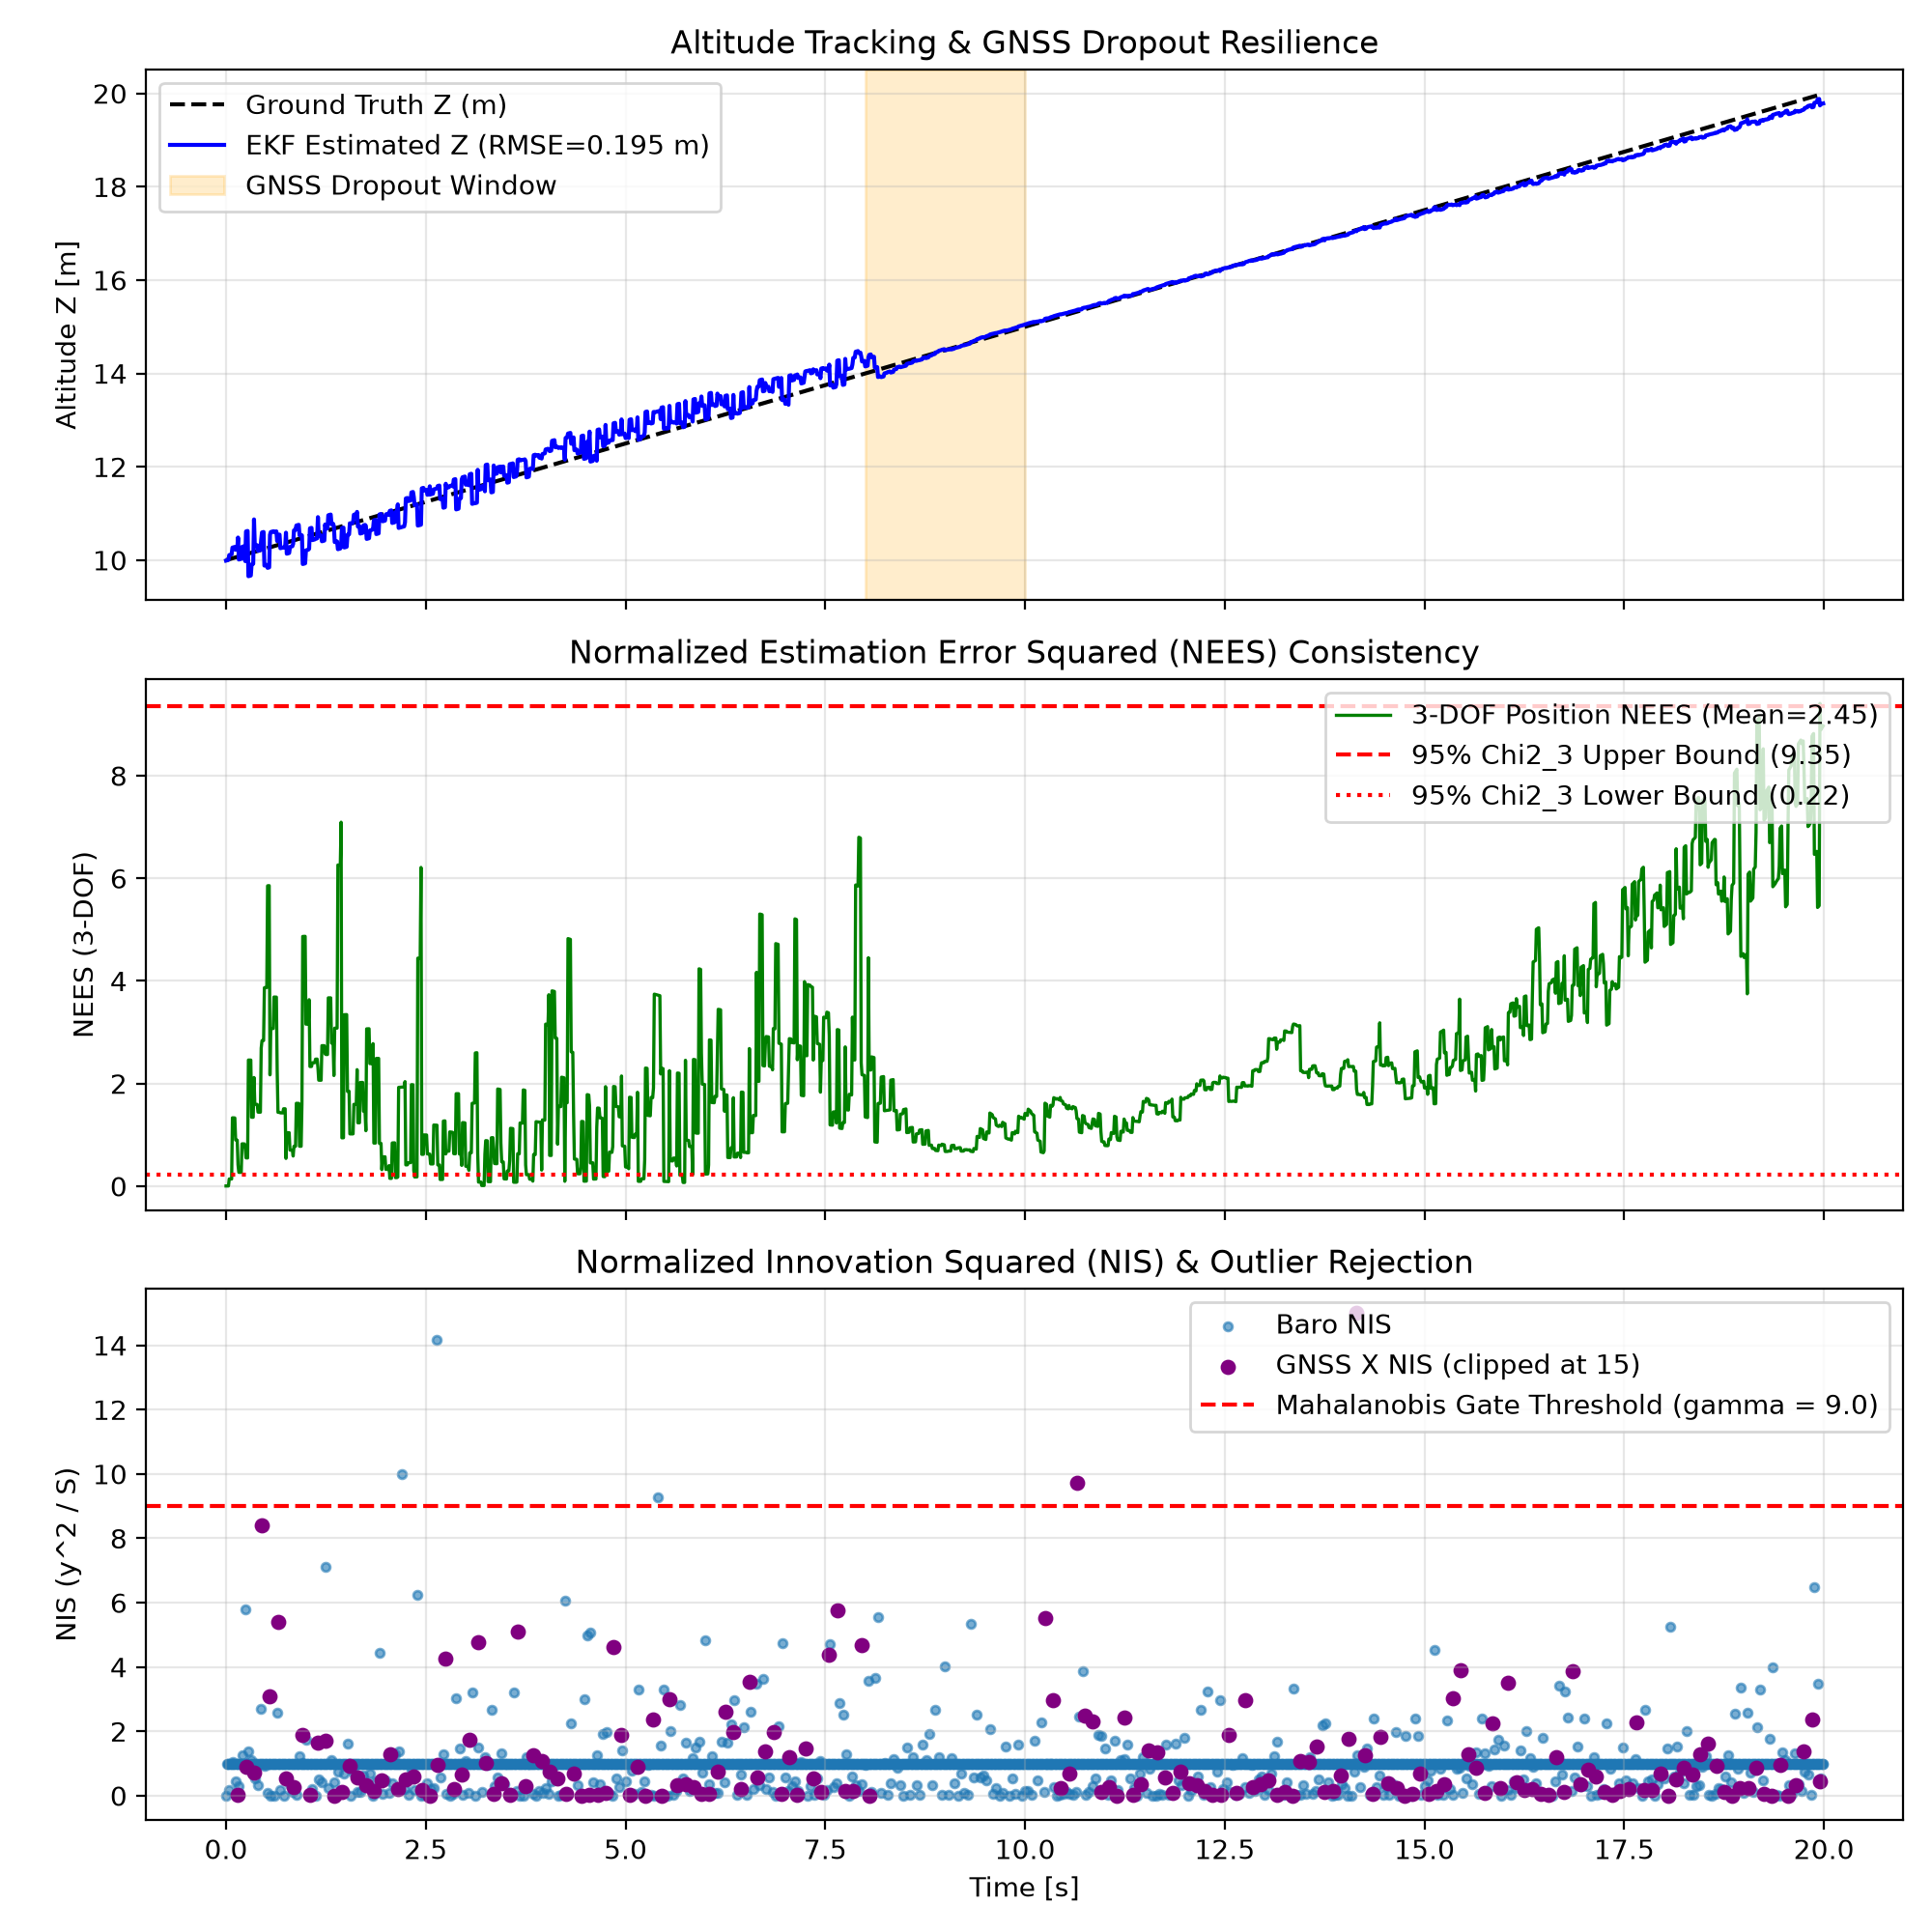 Altitude Tracking & GNSS Dropout Resilience
Ground Truth Z (m)
EKF Estimated Z (RMSE=0.195 m)
GNSS Dropout Window
Altitude Z [m]
20
18
16
14
12
10
Normalized Estimation Error Squared (NEES) Consistency
3-DOF Position NEES (Mean=2.45)
95% Chi2_3 Upper Bound (9.35)
95% Chi2_3 Lower Bound (0.22)
NEES (3-DOF)
8
6
4
2
0
Normalized Innovation Squared (NIS) & Outlier Rejection
Baro NIS
GNSS X NIS (clipped at 15)
Mahalanobis Gate Threshold (gamma = 9.0)
NIS (y^2 / S)
14
12
10
8
6
4
2
0
0.0 2.5 5.0 7.5 10.0 12.5 15.0 17.5 20.0
Time [s]